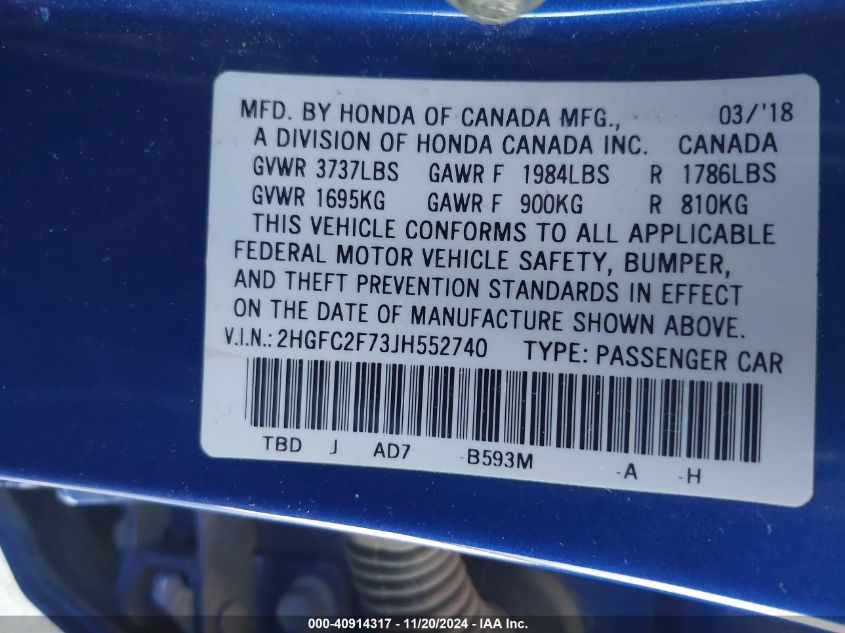 MFD. BY HONDA OF CANADA MFG., 03/'18
A DIVISION OF HONDA CANADA INC. CANADA
GVWR 3737LBS GAWR F 1984LBS R 1786LBS
GVWR 1695KG GAWR F 900KG R 810KG
THIS VEHICLE CONFORMS TO ALL APPLICABLE
FEDERAL MOTOR VEHICLE SAFETY, BUMPER,
AND THEFT PREVENTION STANDARDS IN EFFECT
ON THE DATE OF MANUFACTURE SHOWN ABOVE.
V.I.N.: 2HGFC2F73JH552740 TYPE: PASSENGER CAR
TBD J AD7 -B593M -A -H
000-40914317 - 11/20/2024 - IAA Inc.